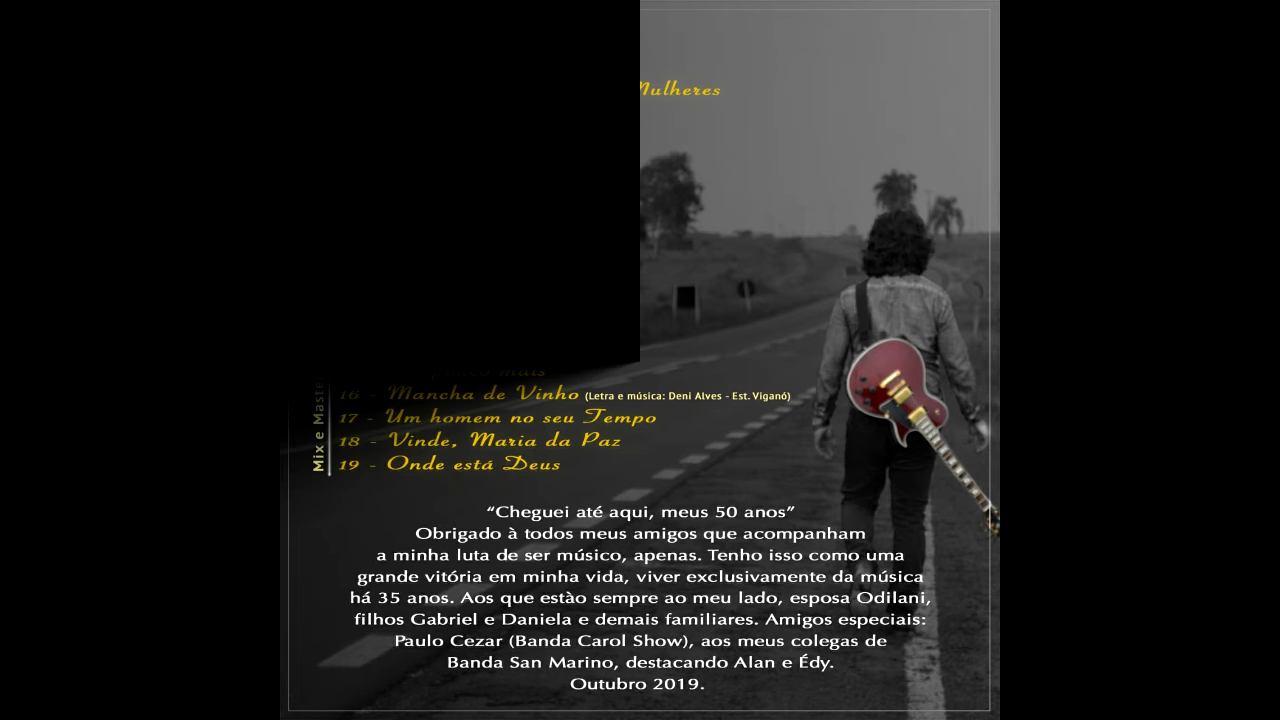 Mulheres
mais
16 - Mancha de Vinho (Letra e música: Deni Alves - Est. Viganó)
17 - Um homem no seu Tempo
18 - Vinde, Maria da Paz
19 - Onde está Deus
Mix e
“Cheguei até aqui, meus 50 anos”
Obrigado à todos meus amigos que acompanham
a minha luta de ser músico, apenas. Tenho isso como uma
grande vitória em minha vida, viver exclusivamente da música
há 35 anos. Aos que estào sempre ao meu lado, esposa Odilani,
filhos Gabriel e Daniela e demais familiares. Amigos especiais:
Paulo Cezar (Banda Carol Show), aos meus colegas de
Banda San Marino, destacando Alan e Édy.
Outubro 2019.